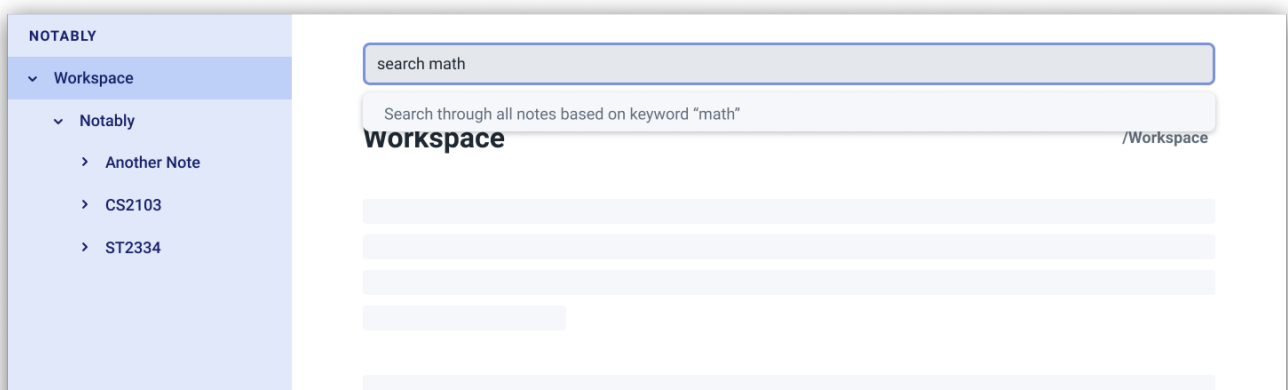 NOTABLY
Workspace
Notably
Another Note
CS2103
ST2334
search math
Search through all notes based on keyword “math”
Workspace
/Workspace